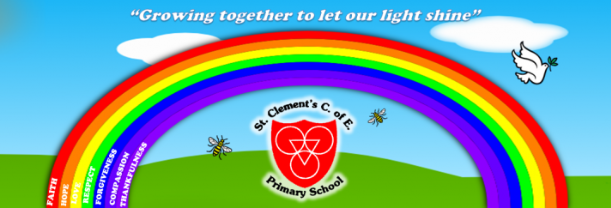 “Growing together to let our light shine”
St. Clement's C. of E.
Primary School
FAITH
HOPE
LOVE
RESPECT
FORGIVENESS
COMPASSION
THANKFULNESS